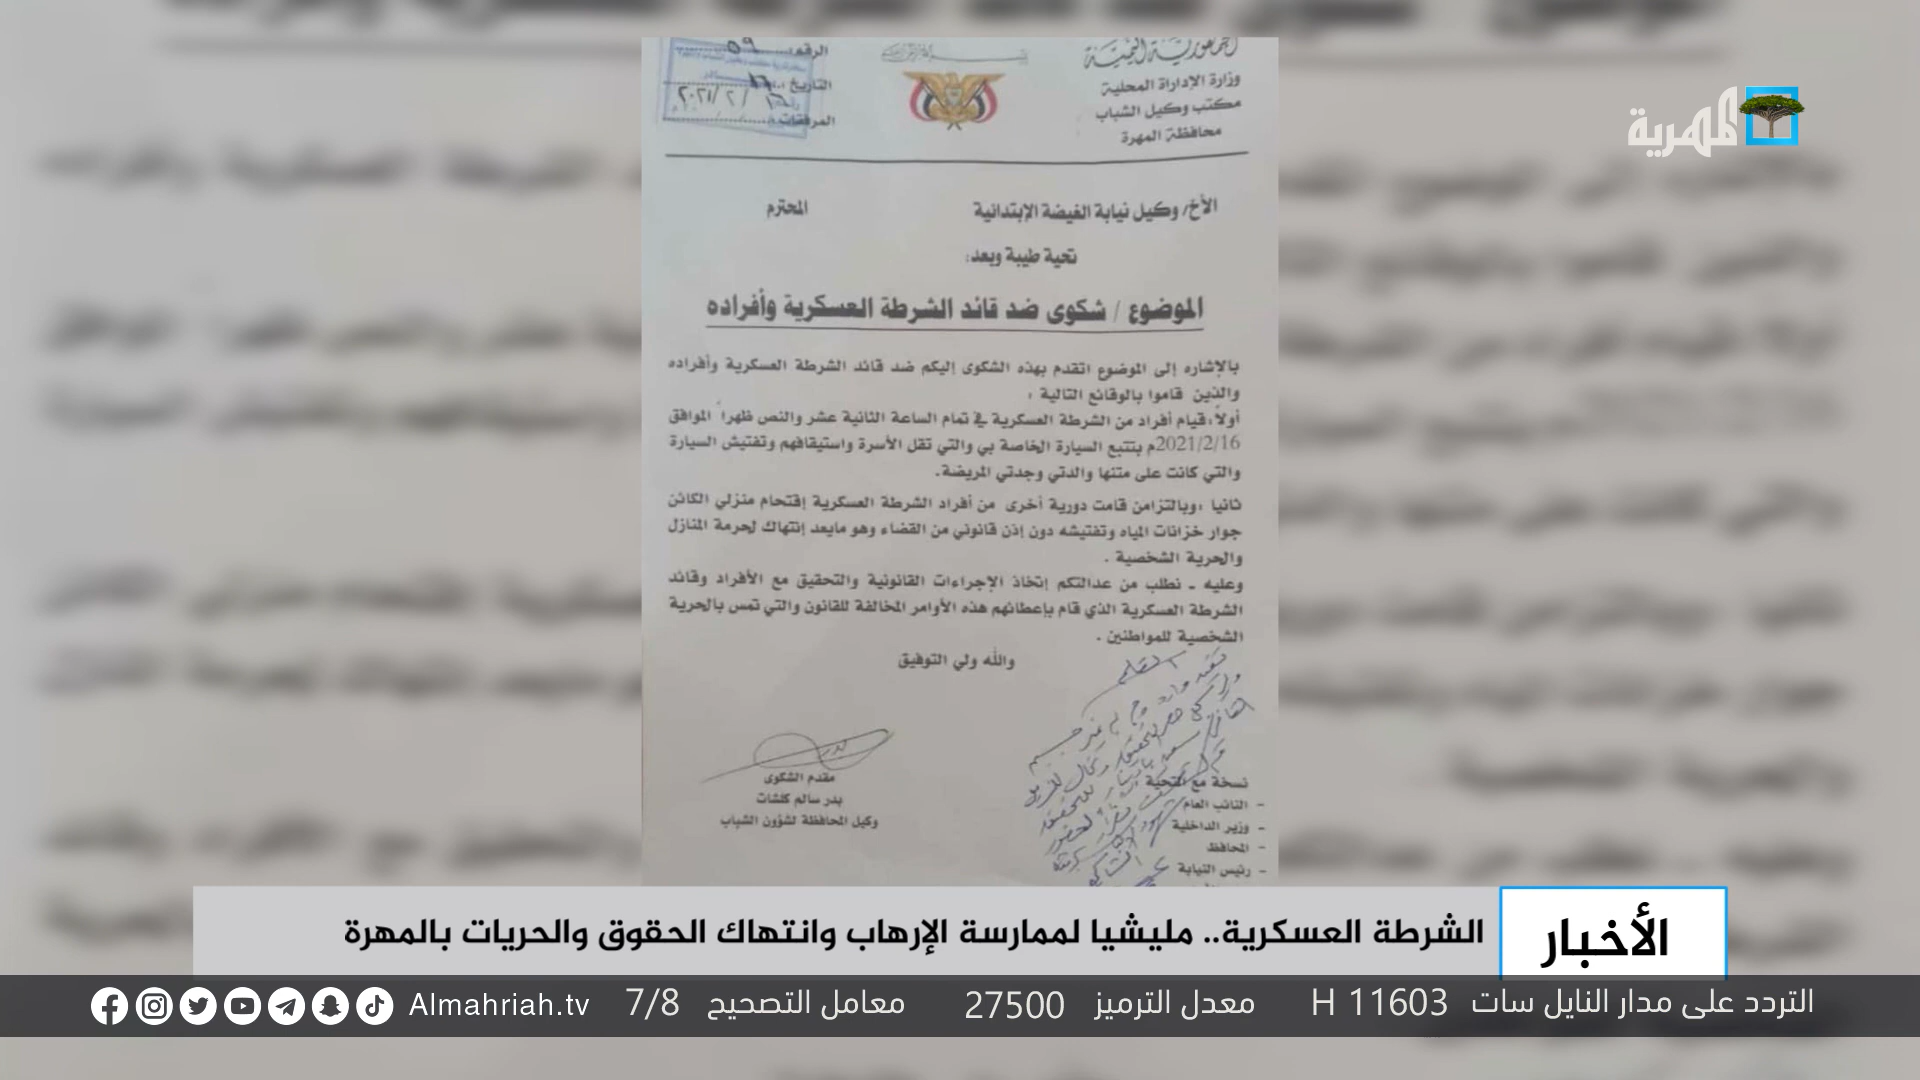 الجمهورية اليمنية
وزارة الإداراة المحلية
مكتب وكيل الشباب
محافظة المهرة
الرقم: ٥٩
التاريخ: ١٦ / ٢ / ٢٠٢١
المرفقات:
المهرية
الأخ/ وكيل نيابة الغيضة الإبتدائية المحترم
تحية طيبة وبعد:
الموضوع / شكوى ضد قائد الشرطة العسكرية وأفراده
بالإشاره إلى الموضوع اتقدم بهذه الشكوى إليكم ضد قائد الشرطة العسكرية وأفراده
والذين قاموا بالوقائع التالية :
أولاً: قيام أفراد من الشرطة العسكرية في تمام الساعة الثانية عشر والنص ظهراً الموافق
2021/2/16م بتتبع السيارة الخاصة بي والتي تقل الأسرة واستيقافهم وتفتيش السيارة
والتي كانت على متنها والدتي وجدتي المريضة.
ثانيا :وبالتزامن قامت دورية أخرى من أفراد الشرطة العسكرية إقتحام منزلي الكائن
جوار خزانات المياه وتفتيشه دون إذن قانوني من القضاء وهو مايعد إنتهاك لحرمة المنازل
والحرية الشخصية .
وعليه ـ نطلب من عدالتكم إتخاذ الإجراءات القانونية والتحقيق مع الأفراد وقائد
الشرطة العسكرية الذي قام بإعطائهم هذه الأوامر المخالفة للقانون والتي تمس بالحرية
الشخصية للمواطنين .
والله ولي التوفيق
مقدم الشكوى
بدر سالم كلشات
وكيل المحافظة لشؤون الشباب
نسخة مع التحية
- النائب العام
- وزير الداخلية
- المحافظ
- رئيس النيابة
الأخبار
الشرطة العسكرية.. مليشيا لممارسة الإرهاب وانتهاك الحقوق والحريات بالمهرة
التردد على مدار النايل سات H 11603 معدل الترميز 27500 معامل التصحيح 7/8 Almahriah.tv